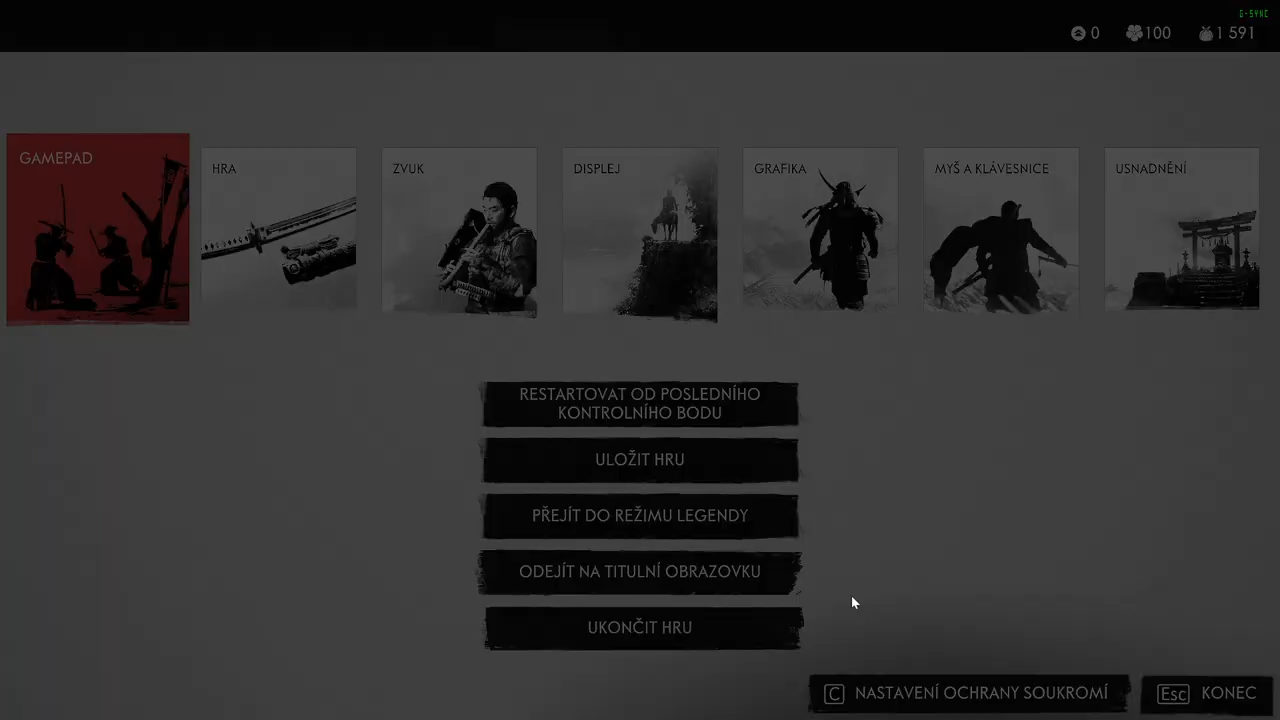 G-SYNC
0 100 1 591
GAMEPAD
HRA
ZVUK
DISPLEJ
GRAFIKA
MYŠ A KLÁVESNICE
USNADNĚNÍ
RESTARTOVAT OD POSLEDNÍHO
KONTROLNÍHO BODU
ULOŽIT HRU
PŘEJÍT DO REŽIMU LEGENDY
ODEJÍT NA TITULNÍ OBRAZOVKU
UKONČIT HRU
C NASTAVENÍ OCHRANY SOUKROMÍ Esc KONEC